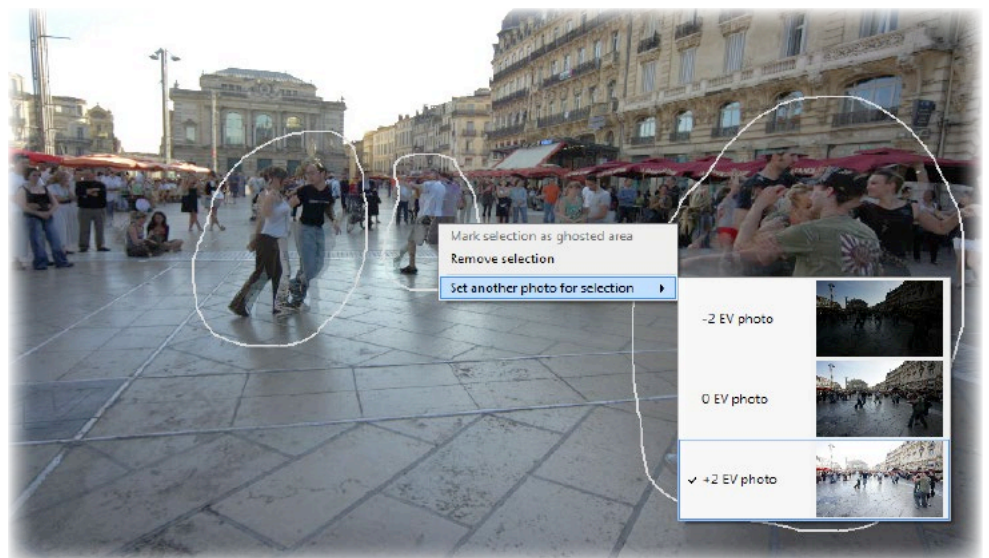 Mark selection as ghosted area
Remove selection
Set another photo for selection
-2 EV photo
0 EV photo
+2 EV photo